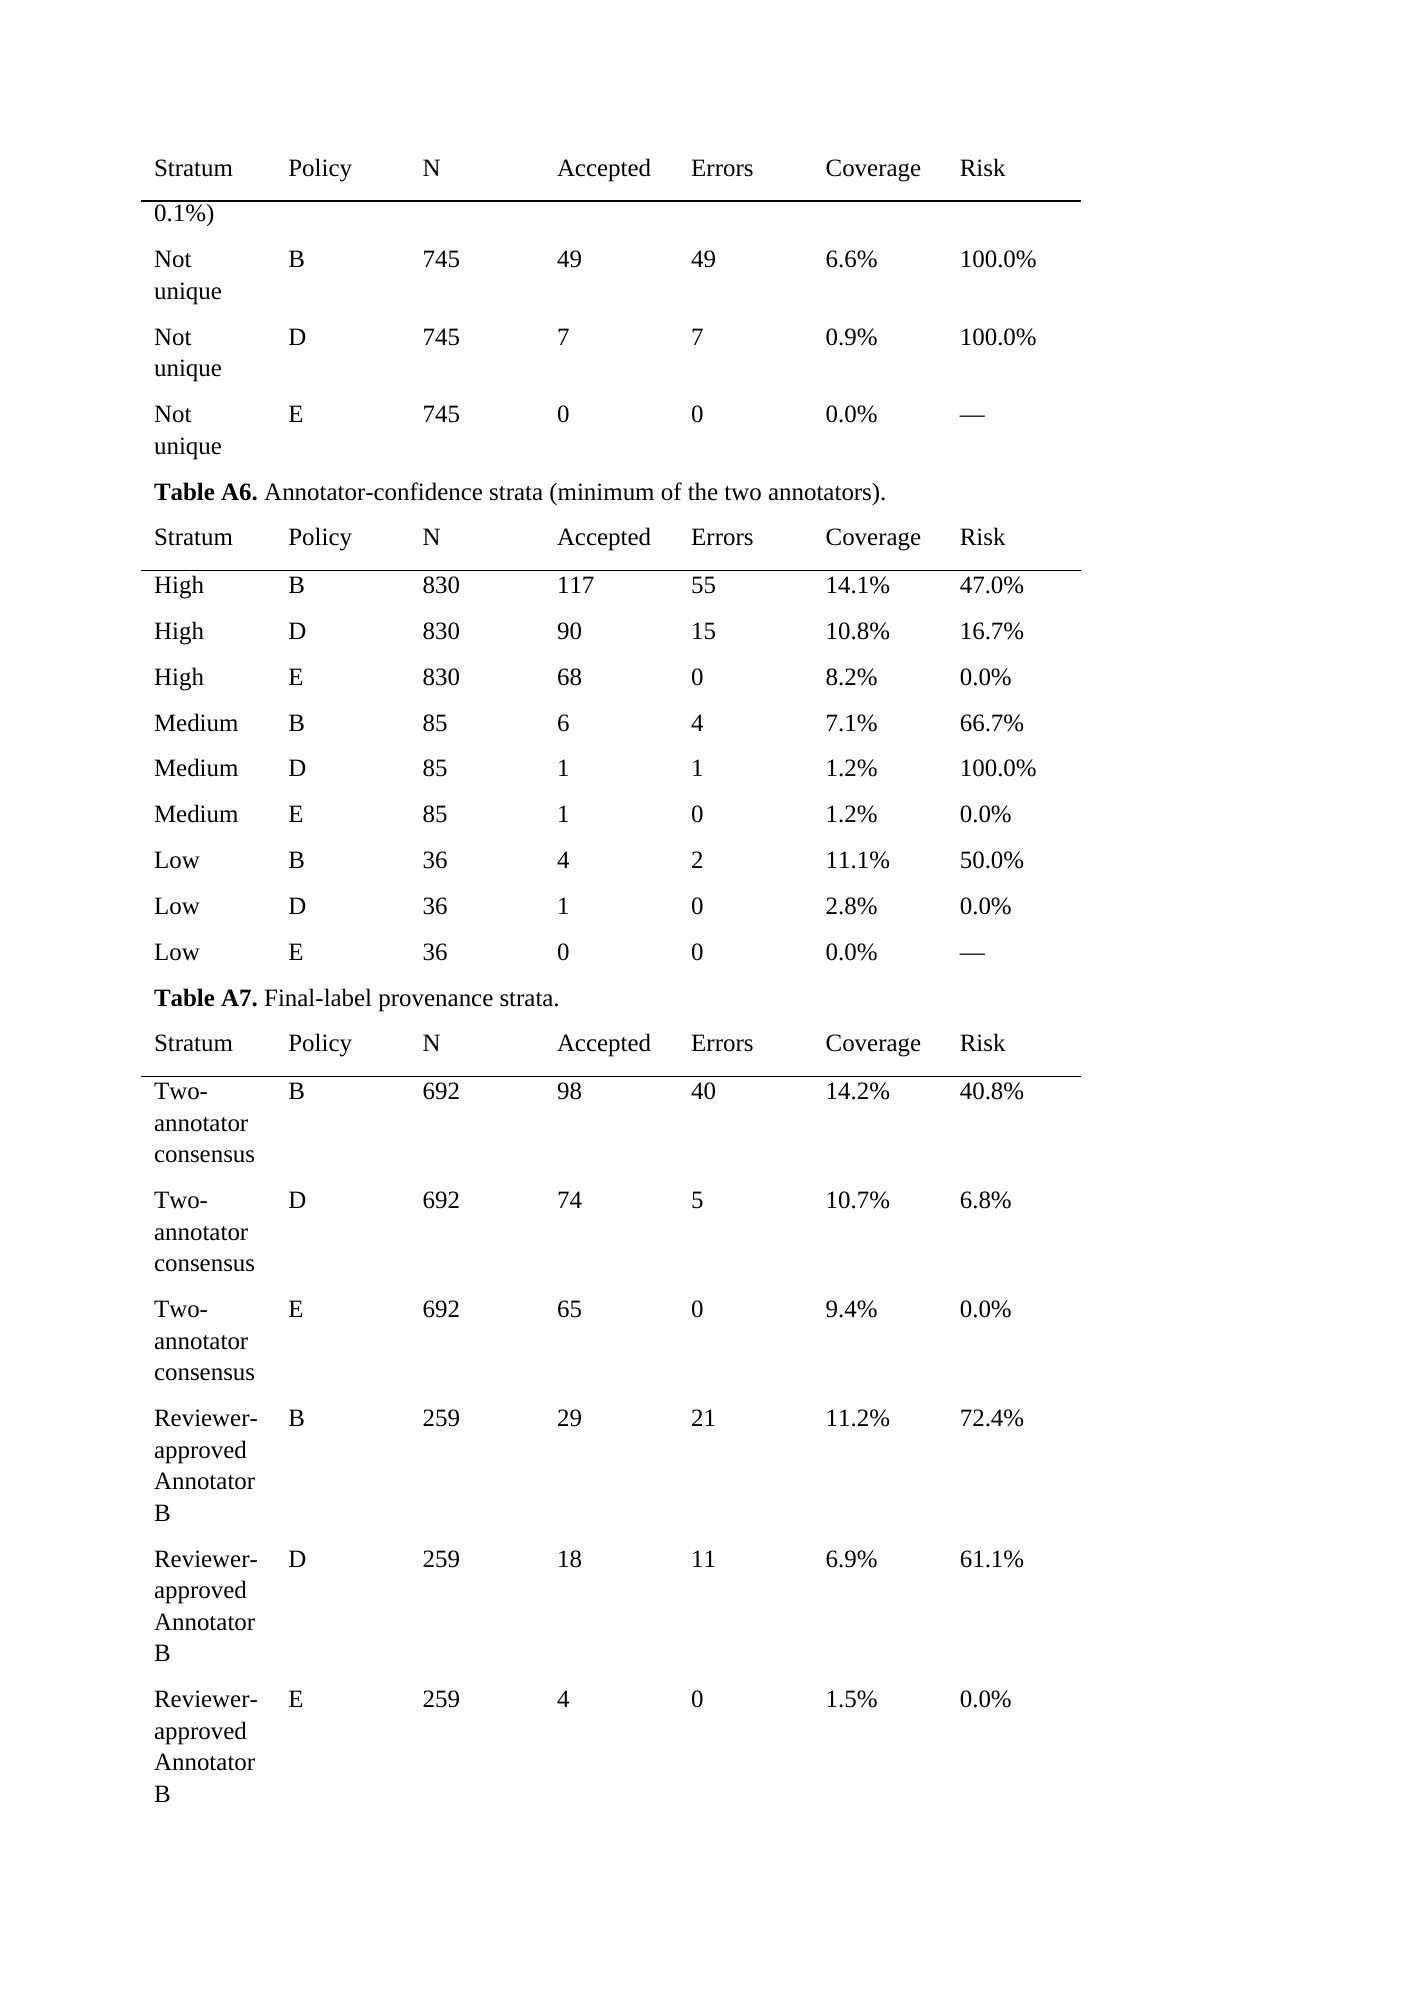 Stratum Policy N Accepted Errors Coverage Risk
0.1%)
Not B 745 49 49 6.6% 100.0%
unique
Not D 745 7 7 0.9% 100.0%
unique
Not E 745 0 0 0.0% —
unique
Table A6. Annotator-confidence strata (minimum of the two annotators).
Stratum Policy N Accepted Errors Coverage Risk
High B 830 117 55 14.1% 47.0%
High D 830 90 15 10.8% 16.7%
High E 830 68 0 8.2% 0.0%
Medium B 85 6 4 7.1% 66.7%
Medium D 85 1 1 1.2% 100.0%
Medium E 85 1 0 1.2% 0.0%
Low B 36 4 2 11.1% 50.0%
Low D 36 1 0 2.8% 0.0%
Low E 36 0 0 0.0% —
Table A7. Final-label provenance strata.
Stratum Policy N Accepted Errors Coverage Risk
Two- B 692 98 40 14.2% 40.8%
annotator
consensus
Two- D 692 74 5 10.7% 6.8%
annotator
consensus
Two- E 692 65 0 9.4% 0.0%
annotator
consensus
Reviewer- B 259 29 21 11.2% 72.4%
approved
Annotator
B
Reviewer- D 259 18 11 6.9% 61.1%
approved
Annotator
B
Reviewer- E 259 4 0 1.5% 0.0%
approved
Annotator
B